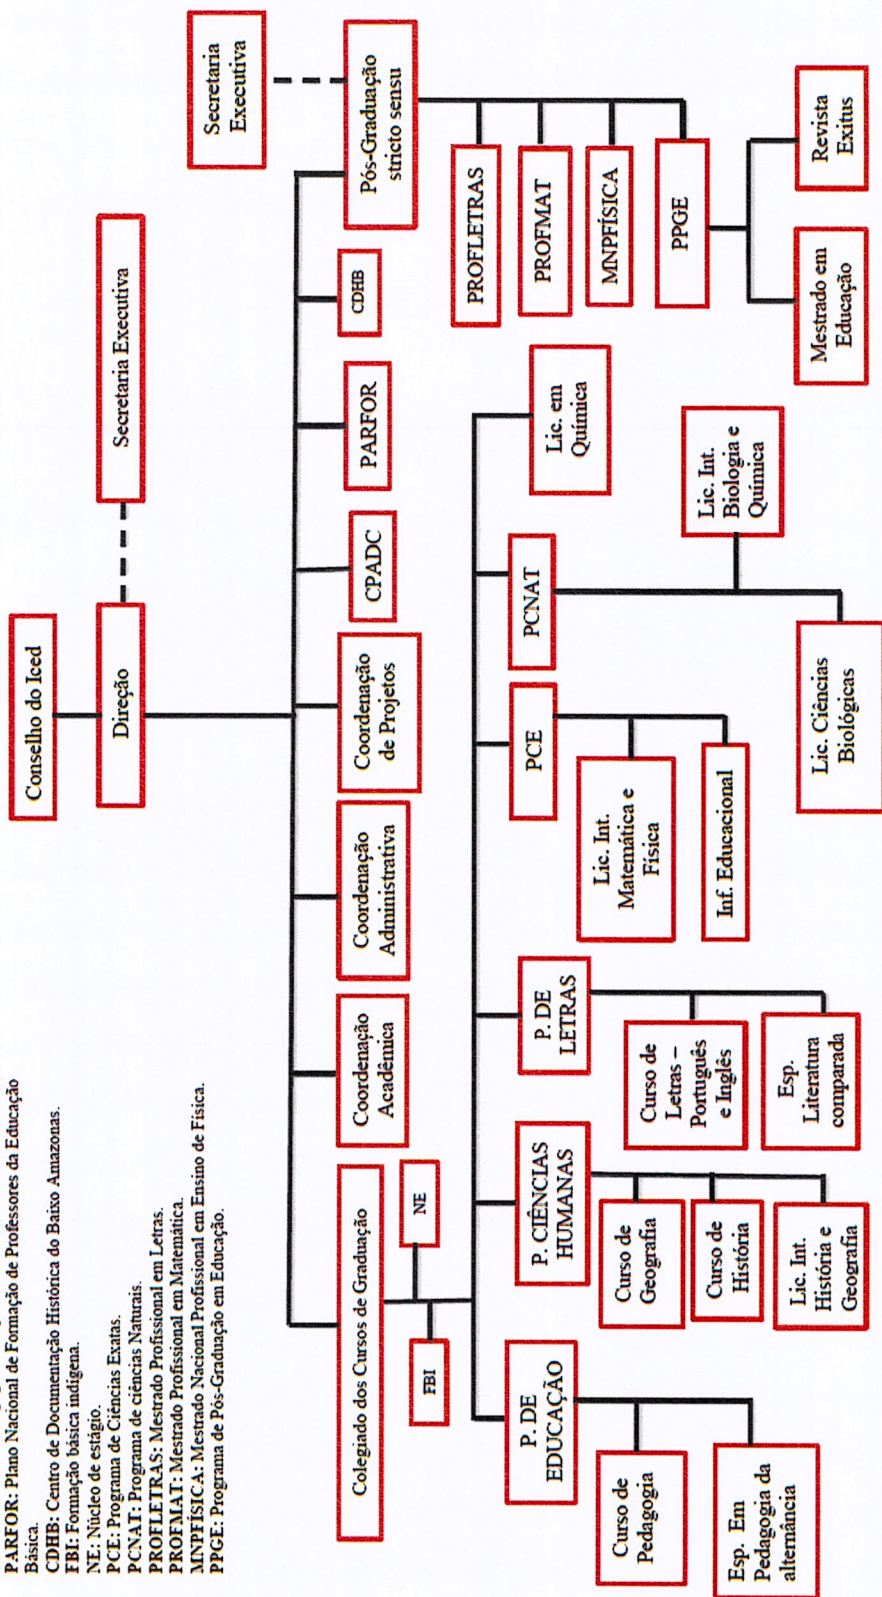 PARFOR: Plano Nacional de Formação de Professores da Educação
Básica.
CDHB: Centro de Documentação Histórica do Baixo Amazonas.
FBI: Formação básica indígena.
NE: Núcleo de estágio.
PCE: Programa de Ciências Exatas.
PCNAT: Programa de ciências Naturais.
PROFLETRAS: Mestrado Profissional em Letras.
PROFMAT: Mestrado Profissional em Matemática.
MNPFÍSICA: Mestrado Nacional Profissional em Ensino de Física.
PPGE: Programa de Pós-Graduação em Educação.
Conselho do Iced
Direção
Secretaria Executiva
Secretaria
Executiva
Colegiado dos Cursos de Graduação
Coordenação
Acadêmica
Coordenação
Administrativa
Coordenação
de Projetos
CPADC
PARFOR
CDHB
Pós-Graduação
stricto sensu
FBI
NE
PROFLETRAS
PROFMAT
MNPFÍSICA
PPGE
Mestrado em
Educação
Revista
Exitus
P. DE
EDUCAÇÃO
P. CIÊNCIAS
HUMANAS
P. DE
LETRAS
PCE
PCNAT
Lic. em
Química
Curso de
Pedagogia
Esp. Em
Pedagogia da
alternância
Curso de
Geografia
Curso de
História
Lic. Int.
História e
Geografia
Curso de
Letras –
Português
e Inglês
Esp.
Literatura
comparada
Lic. Int.
Matemática e
Física
Inf. Educacional
Lic. Int.
Biologia e
Química
Lic. Ciências
Biológicas